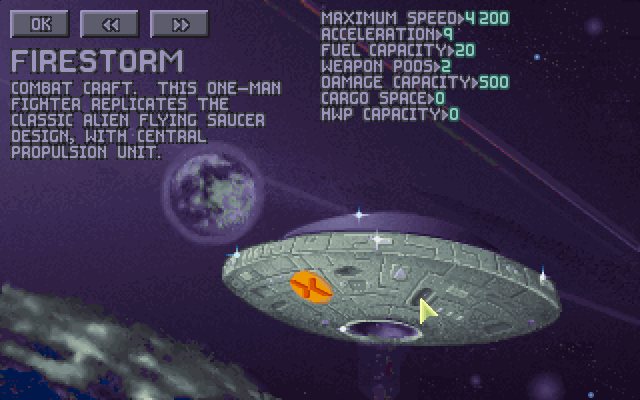 OK
FIRESTORM
COMBAT CRAFT. THIS ONE-MAN
FIGHTER REPLICATES THE
CLASSIC ALIEN FLYING SAUCER
DESIGN, WITH CENTRAL
PROPULSION UNIT.
MAXIMUM SPEED>4200
ACCELERATION>9
FUEL CAPACITY>20
WEAPON PODS>2
DAMAGE CAPACITY>500
CARGO SPACE>0
HWP CAPACITY>0